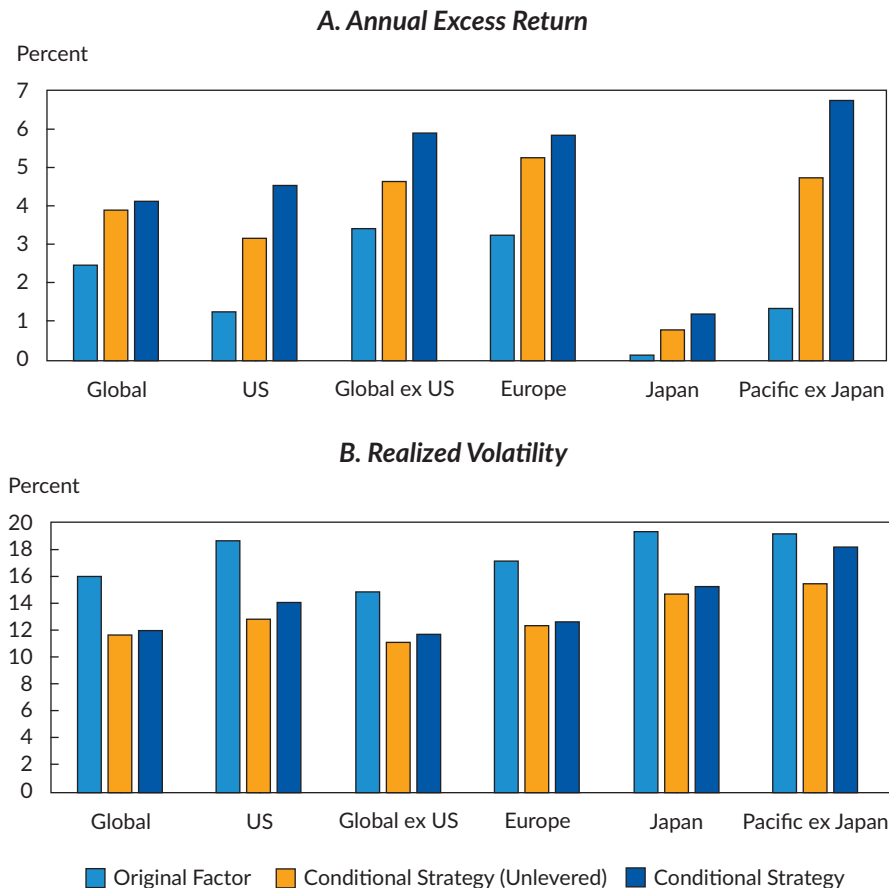 A. Annual Excess Return
Percent
7
6
5
4
3
2
1
0
Global US Global ex US Europe Japan Pacific ex Japan
B. Realized Volatility
Percent
20
18
16
14
12
10
8
6
4
2
0
Global US Global ex US Europe Japan Pacific ex Japan
Original Factor Conditional Strategy (Unlevered) Conditional Strategy